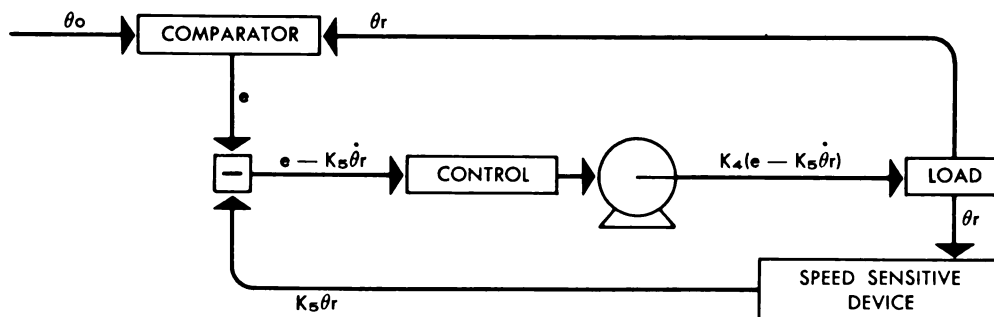 θo
COMPARATOR
θr
e
e — K₅θ̇r
CONTROL
K₄(e — K₅θ̇r)
LOAD
θr
SPEED SENSITIVE
DEVICE
K₅θr